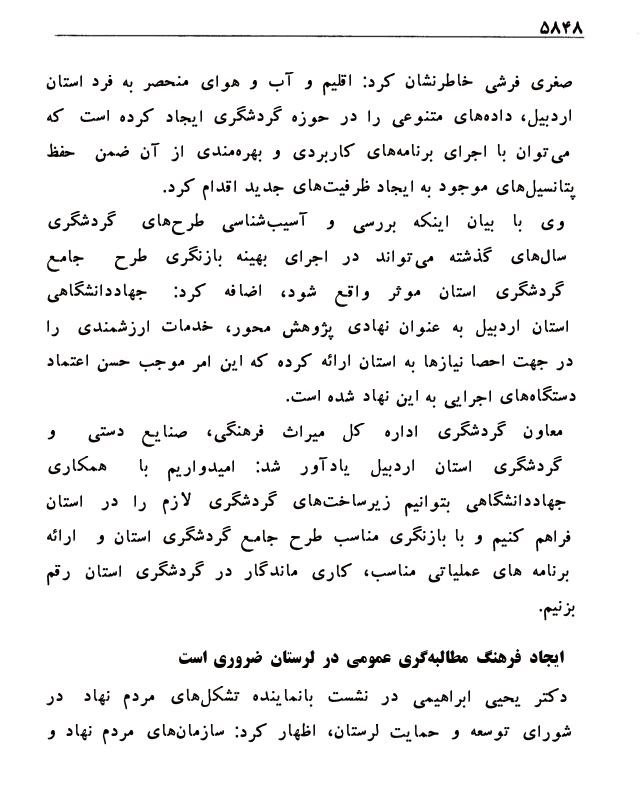 ۵۸۴۸
صغری فرشی خاطرنشان کرد: اقلیم و آب و هوای منحصر به فرد استان
اردبیل، داده‌های متنوعی را در حوزه گردشگری ایجاد کرده است که
می‌توان با اجرای برنامه‌های کاربردی و بهره‌مندی از آن ضمن حفظ
پتانسیل‌های موجود به ایجاد ظرفیت‌های جدید اقدام کرد.
وی با بیان اینکه بررسی و آسیب‌شناسی طرح‌های گردشگری
سال‌های گذشته می‌تواند در اجرای بهینه بازنگری طرح جامع
گردشگری استان موثر واقع شود، اضافه کرد: جهاددانشگاهی
استان اردبیل به عنوان نهادی پژوهش محور، خدمات ارزشمندی را
در جهت احصا نیازها به استان ارائه کرده که این امر موجب حسن اعتماد
دستگاه‌های اجرایی به این نهاد شده است.
معاون گردشگری اداره کل میراث فرهنگی، صنایع دستی و
گردشگری استان اردبیل یادآور شد: امیدواریم با همکاری
جهاددانشگاهی بتوانیم زیرساخت‌های گردشگری لازم را در استان
فراهم کنیم و با بازنگری مناسب طرح جامع گردشگری استان و ارائه
برنامه های عملیاتی مناسب، کاری ماندگار در گردشگری استان رقم
بزنیم.
ایجاد فرهنگ مطالبه‌گری عمومی در لرستان ضروری است
دکتر یحیی ابراهیمی در نشست بانماینده تشکل‌های مردم نهاد در
شورای توسعه و حمایت لرستان، اظهار کرد: سازمان‌های مردم نهاد و